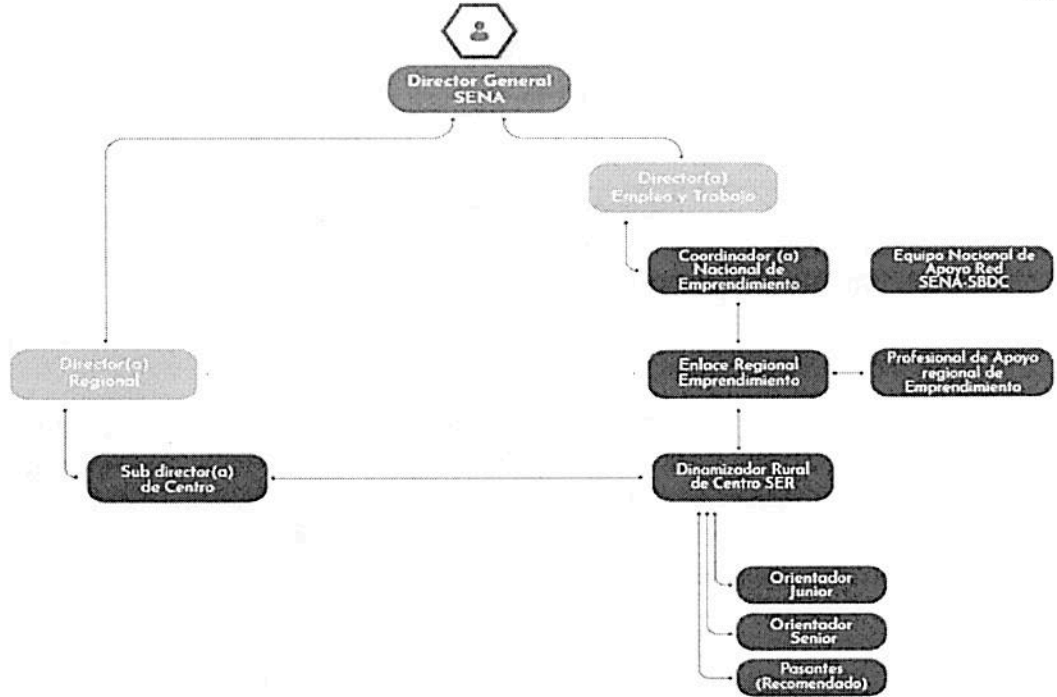 Director General
SENA
Director(a)
Empleo y Trabajo
Coordinador (a)
Nacional de
Emprendimiento
Equipo Nacional de
Apoyo Red
SENA-SBDC
Director(a)
Regional
Enlace Regional
Emprendimiento
Profesional de Apoyo
regional de
Emprendimiento
Sub director(a)
de Centro
Dinamizador Rural
de Centro SER
Orientador
Junior
Orientador
Senior
Pasantes
(Recomendado)